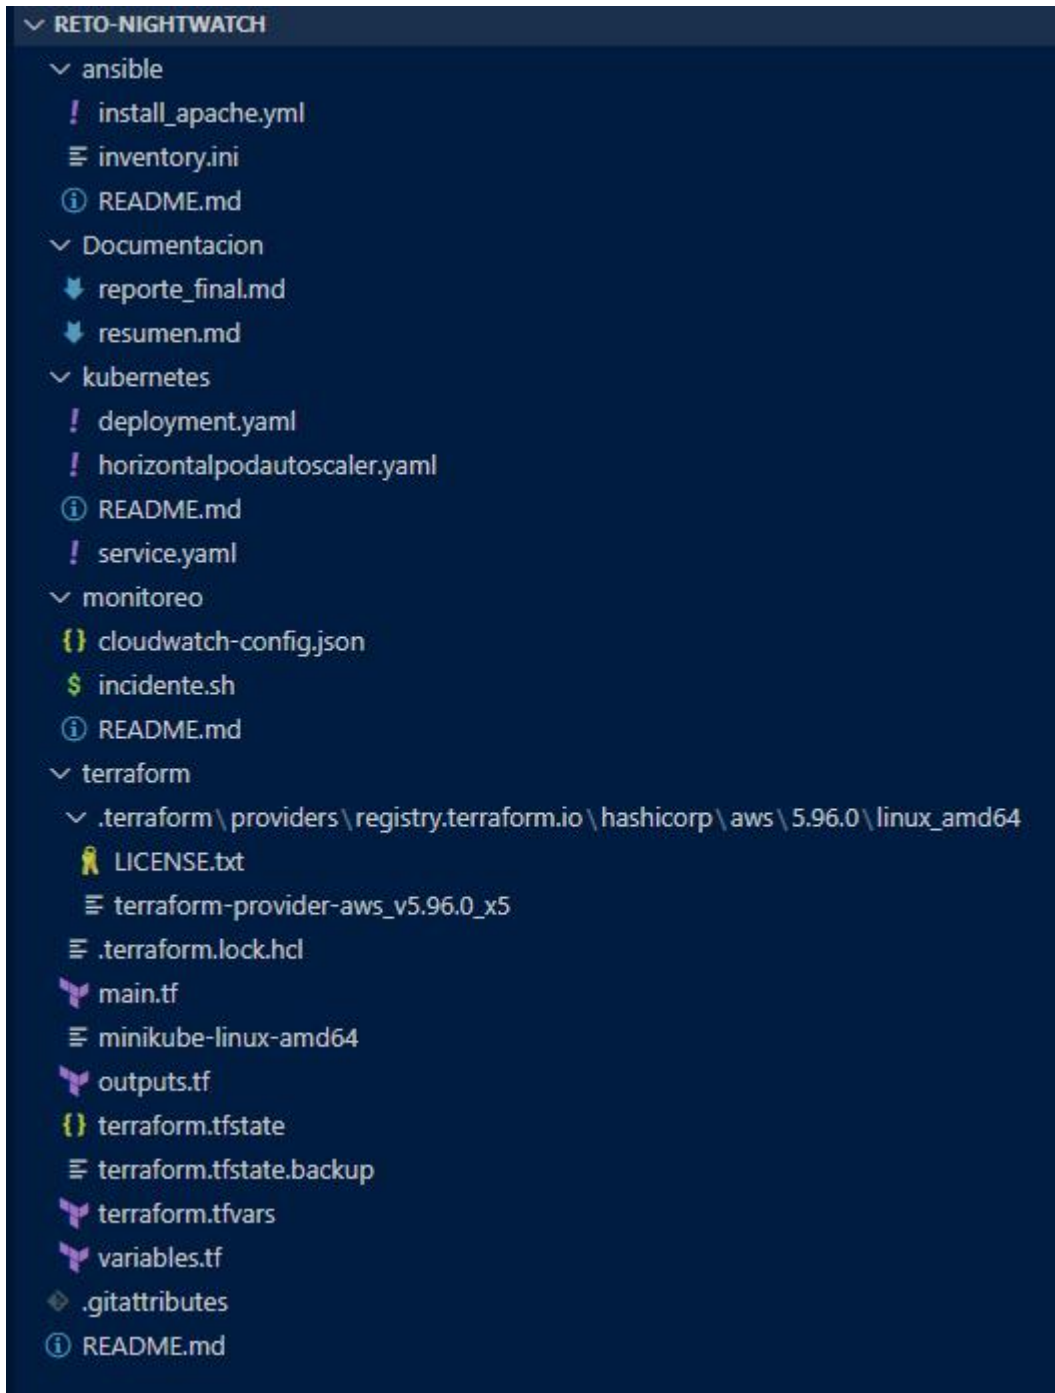 RETO-NIGHTWATCH
ansible
install_apache.yml
inventory.ini
README.md
Documentacion
reporte_final.md
resumen.md
kubernetes
deployment.yaml
horizontalpodautoscaler.yaml
README.md
service.yaml
monitoreo
cloudwatch-config.json
incidente.sh
README.md
terraform
.terraform\providers\registry.terraform.io\hashicorp\aws\5.96.0\linux_amd64
LICENSE.txt
terraform-provider-aws_v5.96.0_x5
.terraform.lock.hcl
main.tf
minikube-linux-amd64
outputs.tf
terraform.tfstate
terraform.tfstate.backup
terraform.tfvars
variables.tf
.gitattributes
README.md